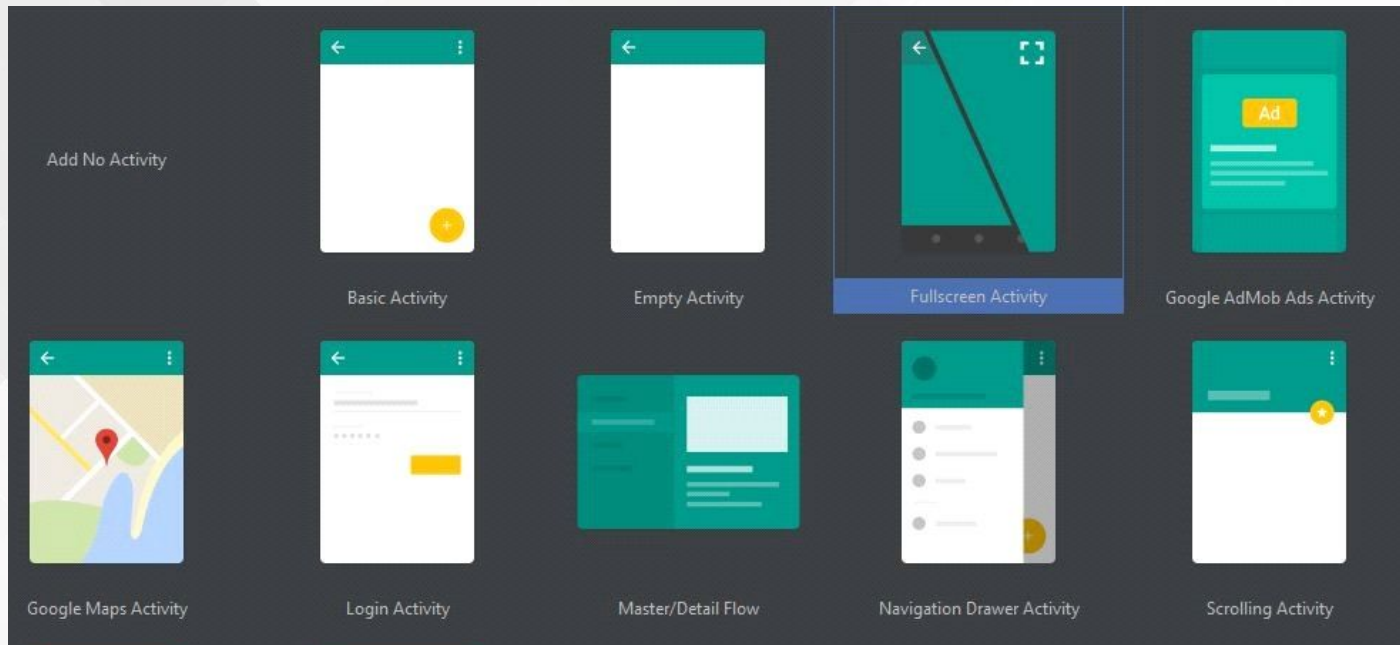 Add No Activity
Ad
Basic Activity
Empty Activity
Fullscreen Activity
Google AdMob Ads Activity
Google Maps Activity
Login Activity
Master/Detail Flow
Navigation Drawer Activity
Scrolling Activity